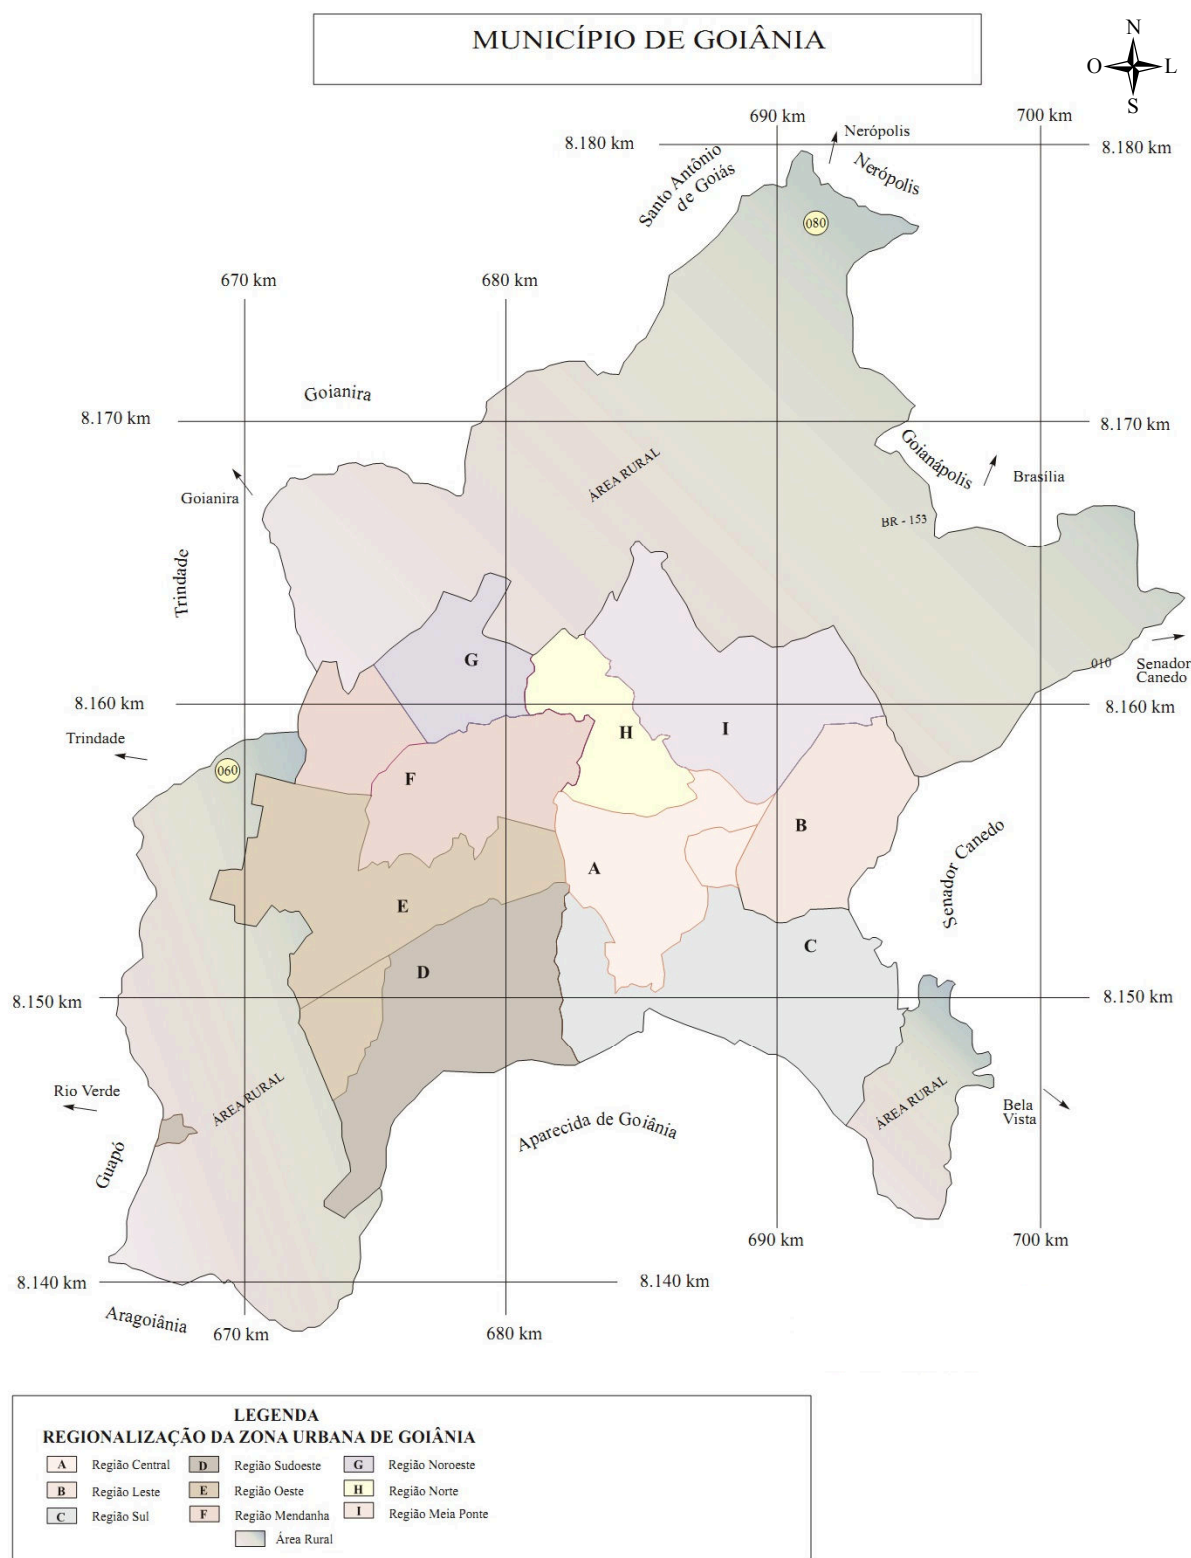 MUNICÍPIO DE GOIÂNIA
N
O
L
S
690 km
700 km
Nerópolis
8.180 km
8.180 km
Santo Antônio
de Goiás
Nerópolis
080
670 km
680 km
Goianira
8.170 km
8.170 km
Goianápolis
ÁREA RURAL
Brasília
Goianira
BR - 153
Trindade
G
010
Senador
Canedo
8.160 km
8.160 km
Trindade
H
I
060
F
B
Senador Canedo
A
E
C
D
8.150 km
8.150 km
Rio Verde
ÁREA RURAL
ÁREA RURAL
Bela
Vista
Aparecida de Goiânia
Guapó
690 km
700 km
8.140 km
8.140 km
Aragoiânia
670 km
680 km
LEGENDA
REGIONALIZAÇÃO DA ZONA URBANA DE GOIÂNIA
A Região Central D Região Sudoeste G Região Noroeste
B Região Leste E Região Oeste H Região Norte
C Região Sul F Região Mendanha I Região Meia Ponte
Área Rural